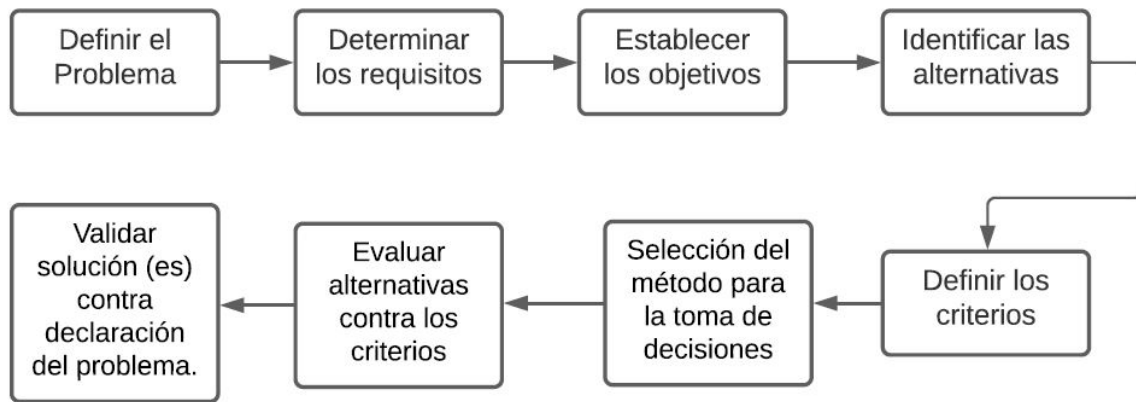 Definir el
Problema
Determinar
los requisitos
Establecer
los objetivos
Identificar las
alternativas
Definir los
criterios
Selección del
método para
la toma de
decisiones
Evaluar
alternativas
contra los
criterios
Validar
solución (es)
contra
declaración
del problema.